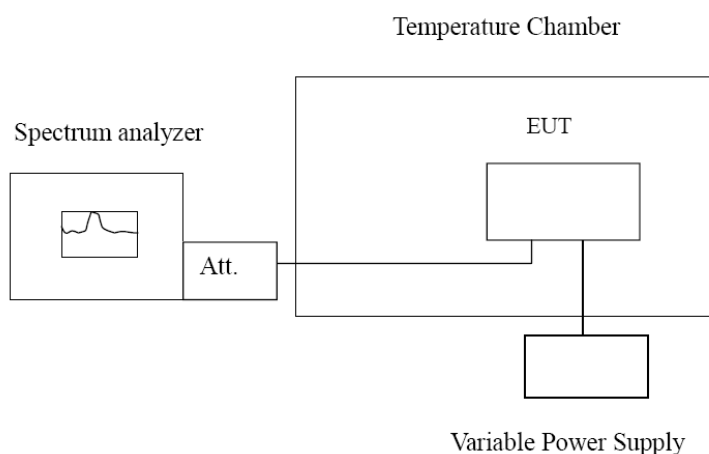 Temperature Chamber
Spectrum analyzer
EUT
Att.
Variable Power Supply